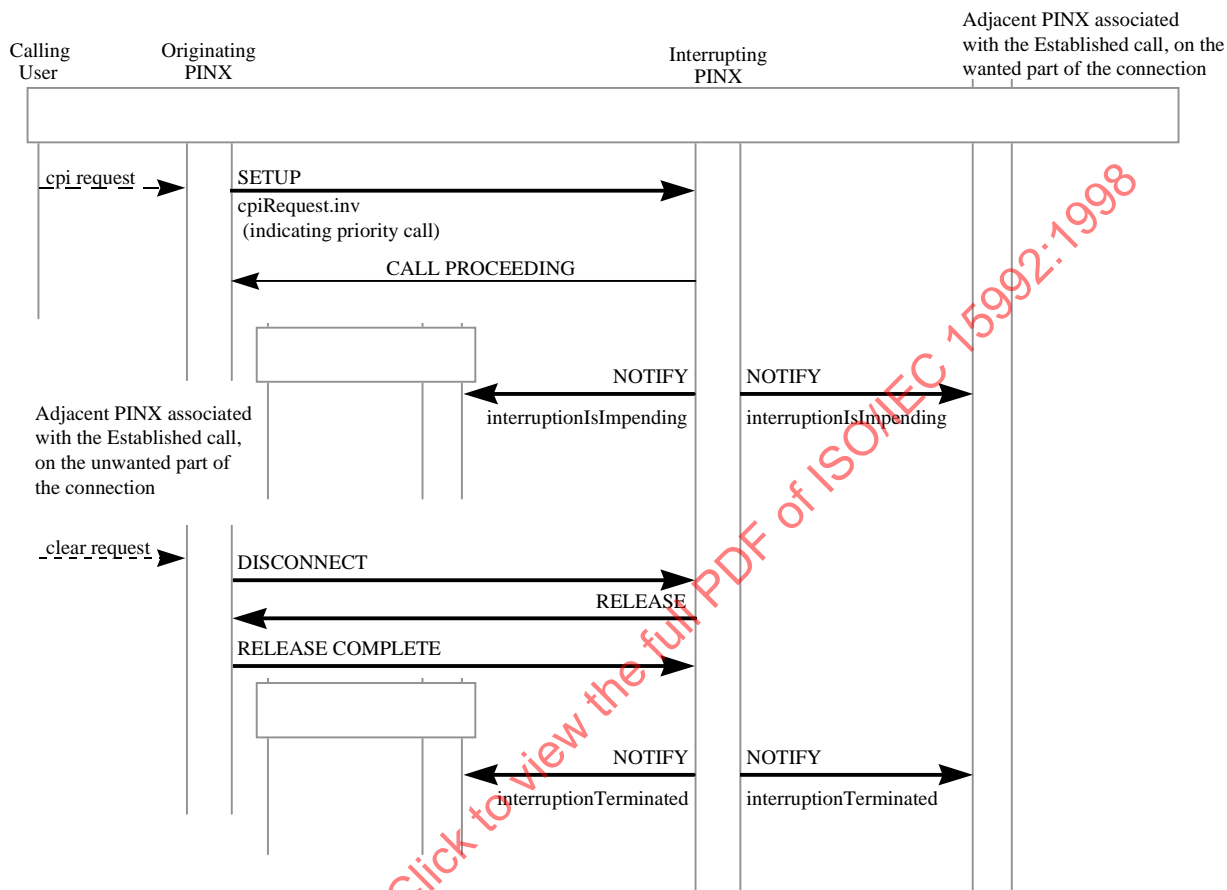 Adjacent PINX associated
with the Established call, on the
wanted part of the connection
Calling
User
Originating
PINX
Interrupting
PINX
cpi request
SETUP
cpiRequest.inv
(indicating priority call)
CALL PROCEEDING
NOTIFY
NOTIFY
interruptionIsImpending
interruptionIsImpending
Adjacent PINX associated
with the Established call,
on the unwanted part of
the connection
clear request
DISCONNECT
RELEASE
RELEASE COMPLETE
NOTIFY
NOTIFY
interruptionTerminated
interruptionTerminated
Click to view the full PDF of ISO/IEC 15992:1998